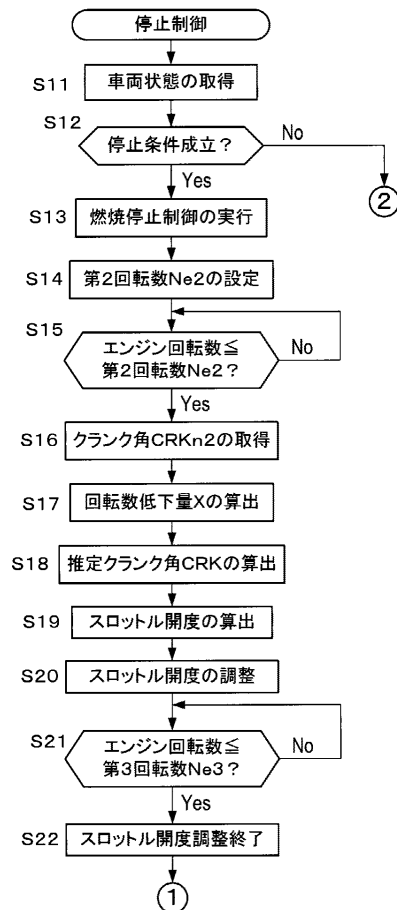 停止制御
S11
車両状態の取得
S12
停止条件成立?
No
②
Yes
S13
燃焼停止制御の実行
S14
第2回転数Ne2の設定
S15
エンジン回転数≦
第2回転数Ne2?
No
Yes
S16
クランク角CRKn2の取得
S17
回転数低下量Xの算出
S18
推定クランク角CRKの算出
S19
スロットル開度の算出
S20
スロットル開度の調整
S21
エンジン回転数≦
第3回転数Ne3?
No
Yes
S22
スロットル開度調整終了
①